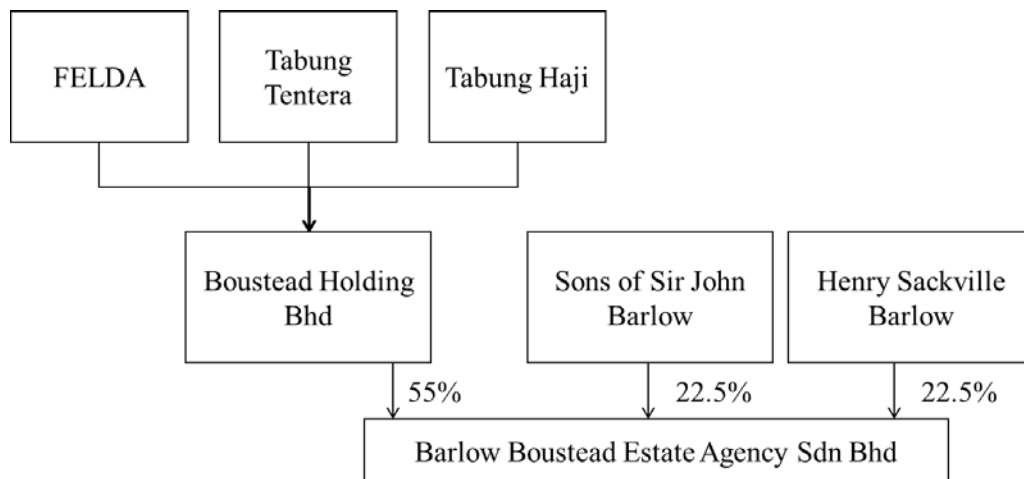 FELDA
Tabung
Tentera
Tabung Haji
Boustead Holding
Bhd
Sons of Sir John
Barlow
Henry Sackville
Barlow
55%
22.5%
22.5%
Barlow Boustead Estate Agency Sdn Bhd